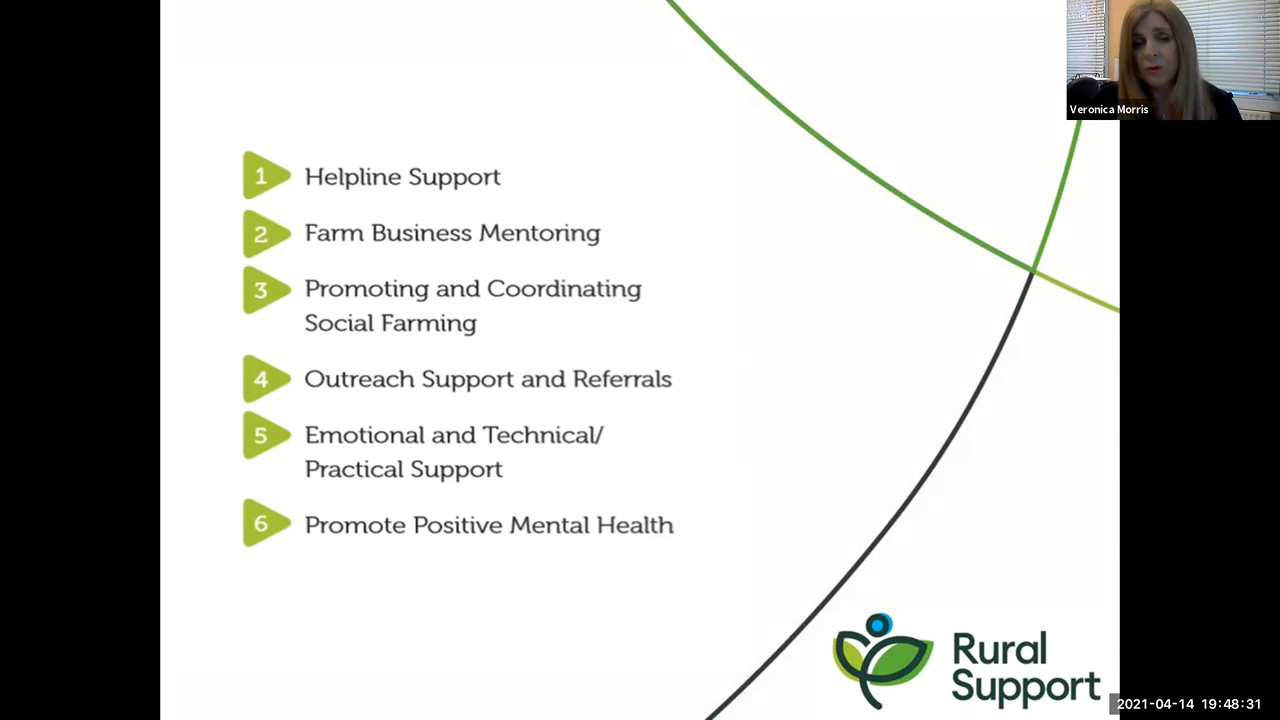 Veronica Morris
1 Helpline Support
2 Farm Business Mentoring
3 Promoting and Coordinating
Social Farming
4 Outreach Support and Referrals
5 Emotional and Technical/
Practical Support
6 Promote Positive Mental Health
Rural
Support
2021-04-14 19:48:31